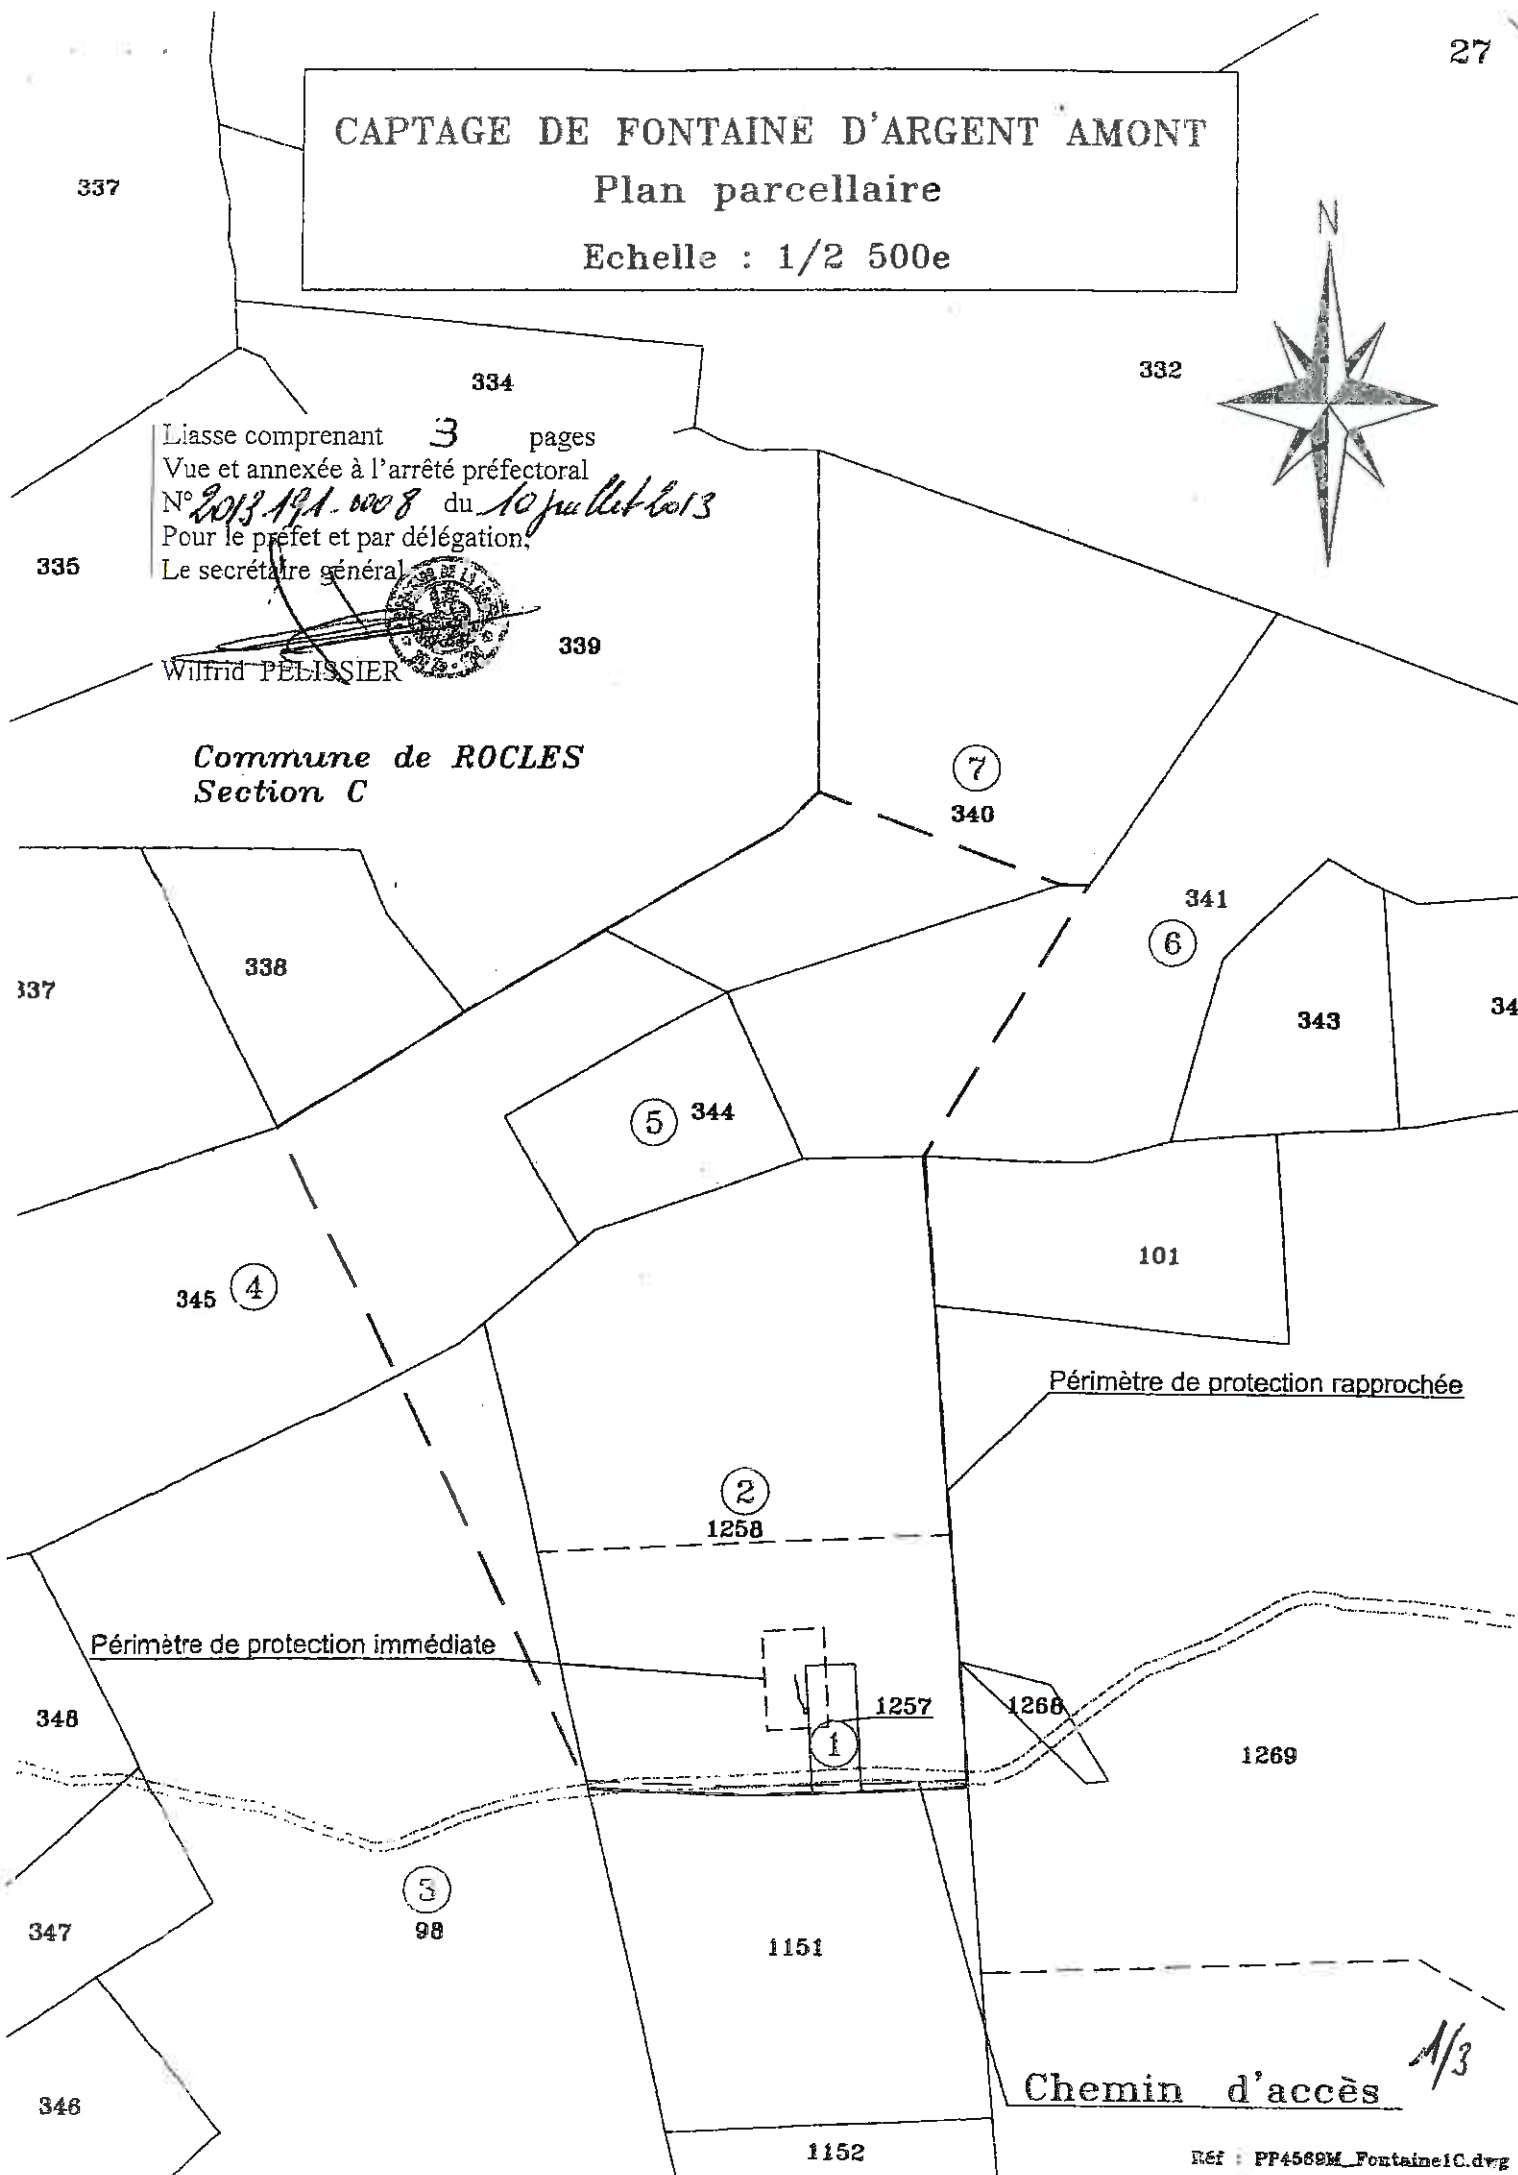 27
CAPTAGE DE FONTAINE D'ARGENT AMONT
Plan parcellaire
Echelle : 1/2 500e
N
337
334
332
Liasse comprenant 3 pages
Vue et annexée à l'arrêté préfectoral
N° 2013191-0008 du 10 juillet 2013
Pour le préfet et par délégation,
Le secrétaire général
335
339
Wilfrid PELISSIER
Commune de ROCLES
Section C
7
340
341
6
338
337
343
34
5 344
101
345 4
Périmètre de protection rapprochée
2
1258
Périmètre de protection immédiate
348
1257
1268
1
1269
3
98
347
1151
1/3
Chemin d'accès
346
1152
Réf : PP4569M_Fontaine1C.dwg